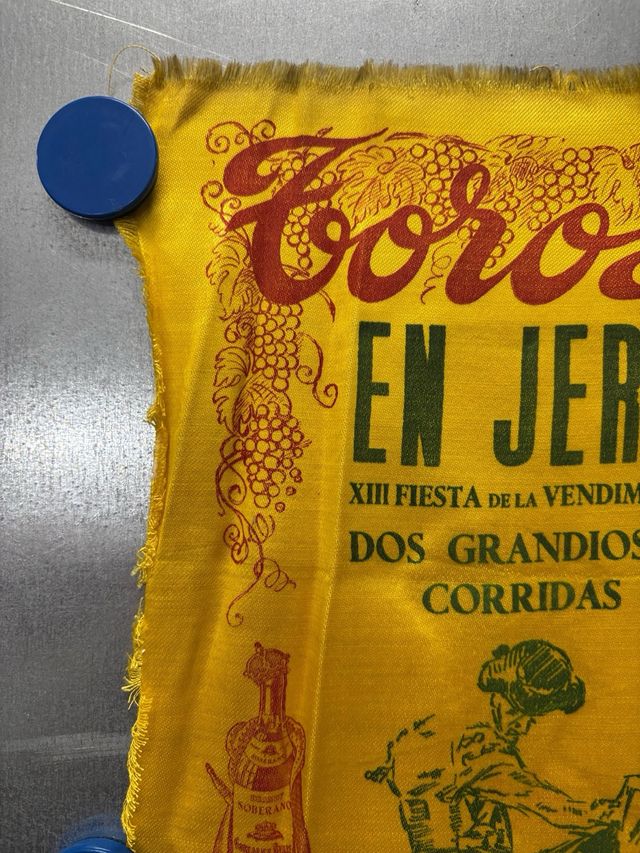 Toros
EN JER
XIII FIESTA DE LA VENDIM
DOS GRANDIOS
CORRIDAS
SOBERANO